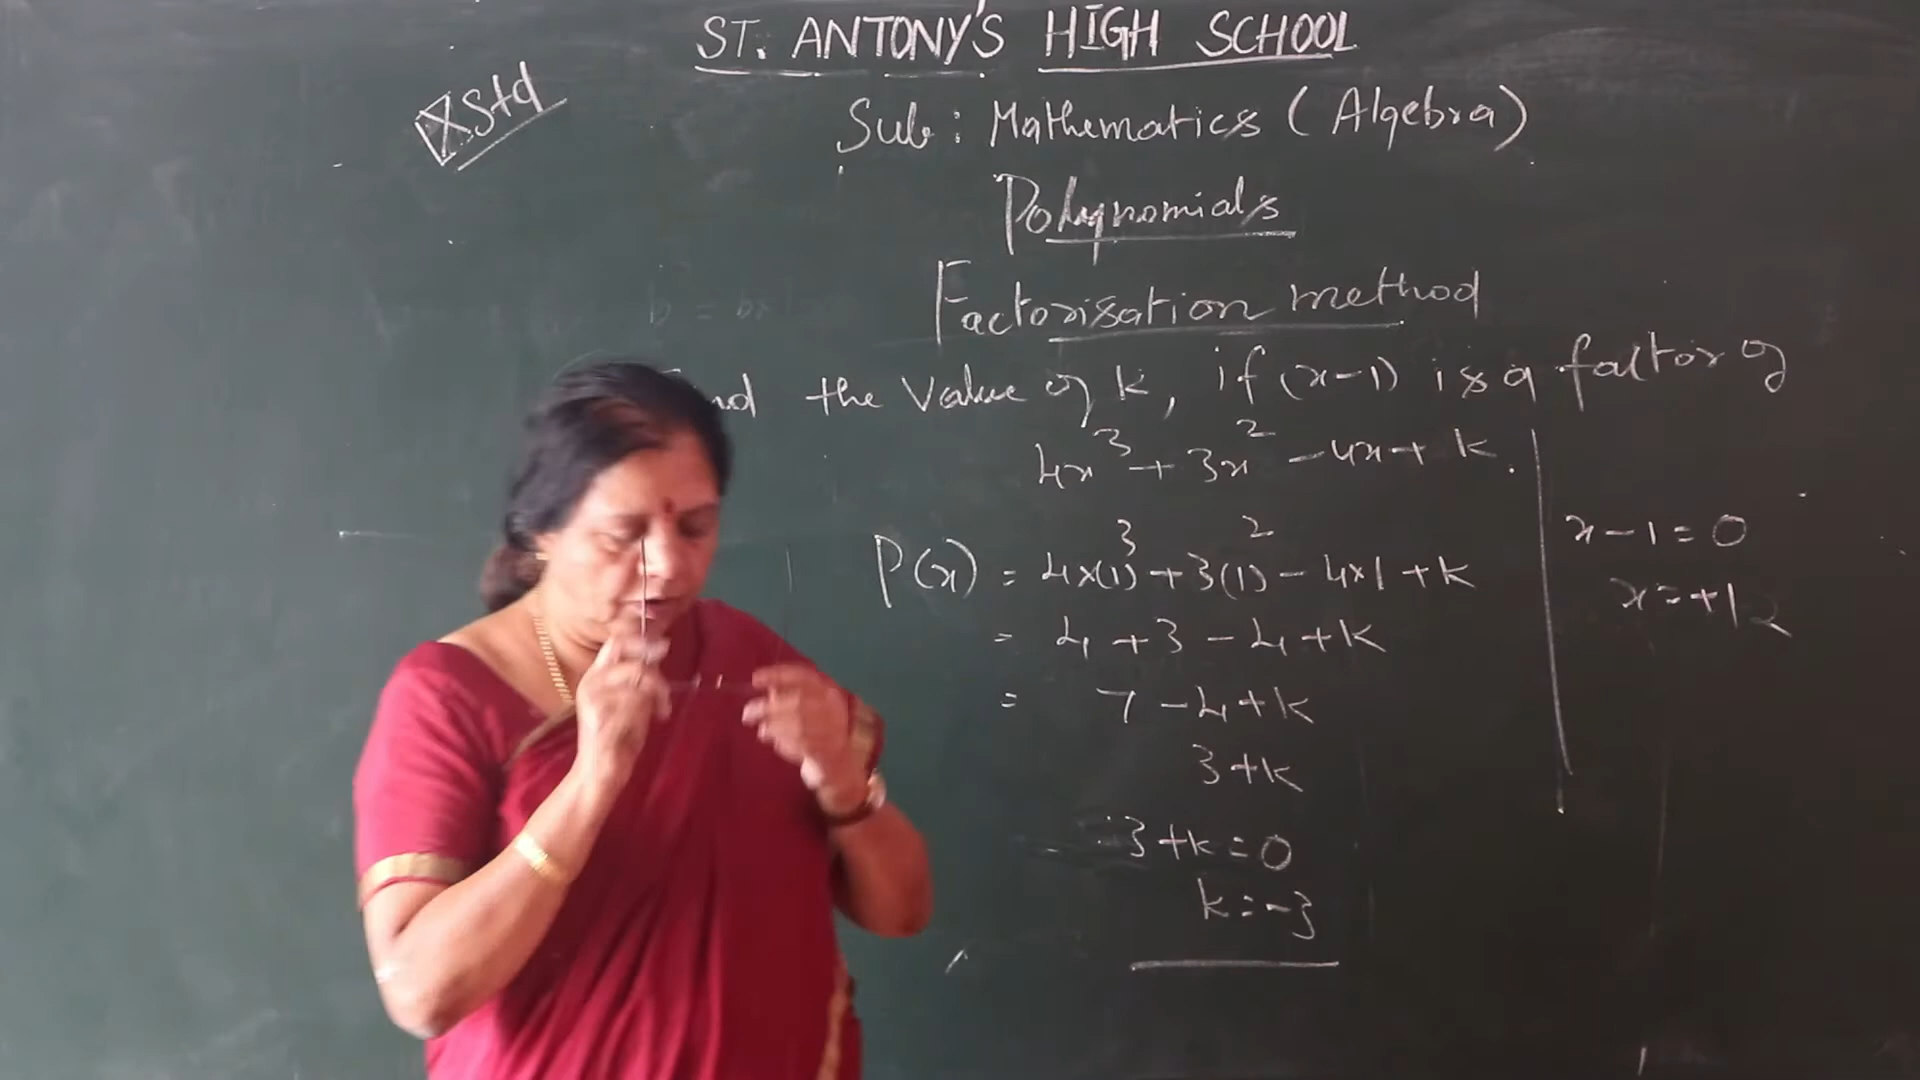 ST. ANTONY'S HIGH SCHOOL
IX Std
Sub: Mathematics (Algebra)
Polynomials
Factorisation method
the value of k, if (x-1) is a factor of
4x³ + 3x² - 4x + k.
x - 1 = 0
x = +1
P(x) = 4x(1)³ + 3(1)² - 4x1 + k
= 4 + 3 - 4 + k
= 7 - 4 + k
3 + k
3 + k = 0
k = -3